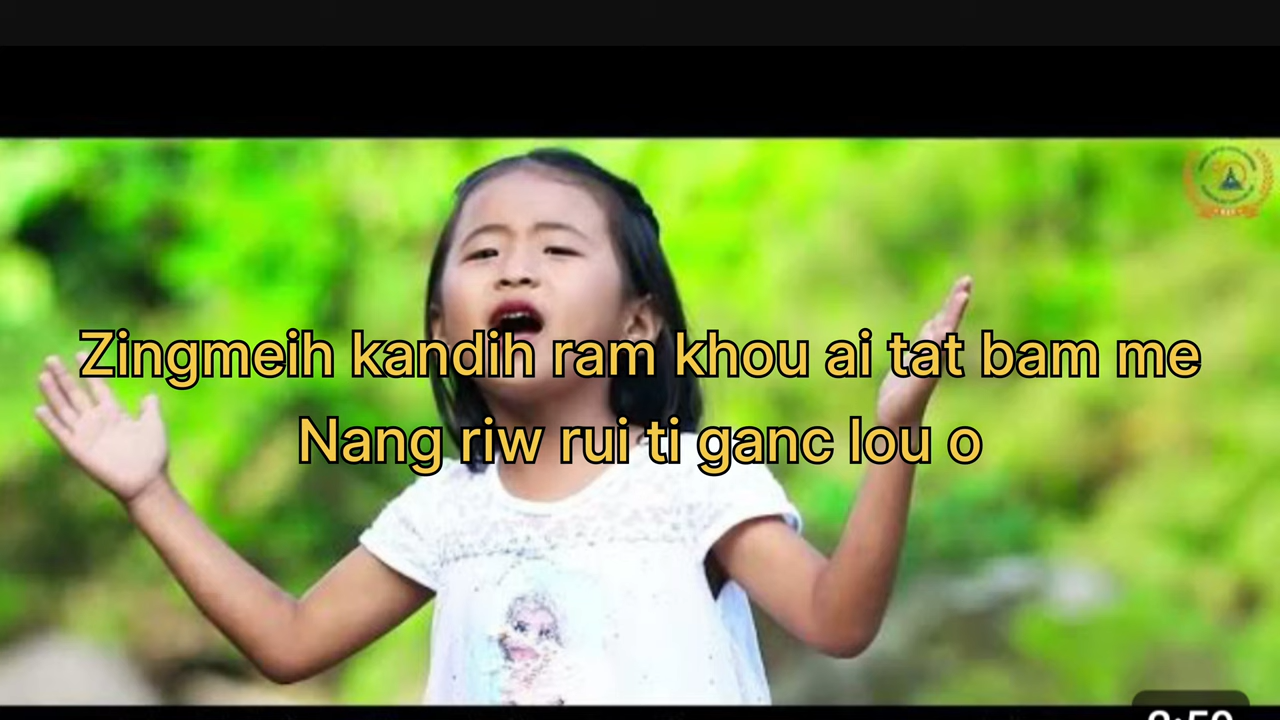 Zingmeih kandih ram khou ai tat bam me
Nang riw rui ti ganc lou o